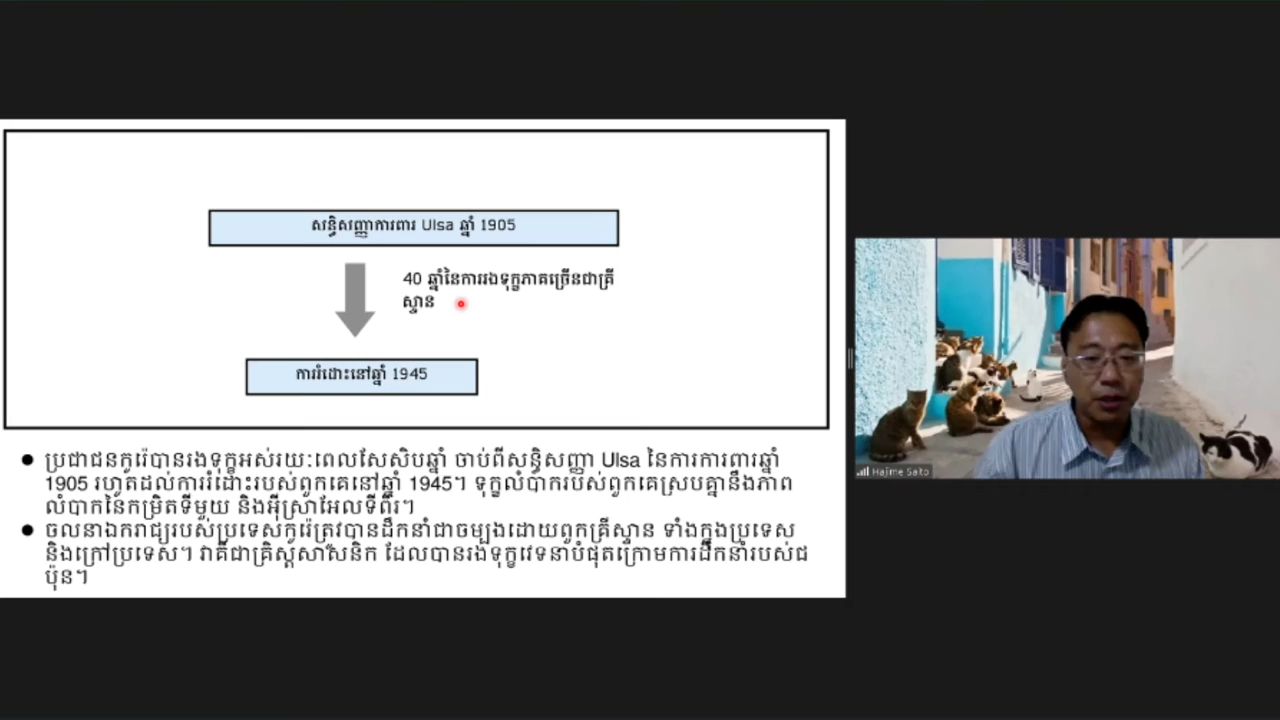 សន្ធិសញ្ញាការពារ Ulsa ឆ្នាំ 1905
40 ឆ្នាំនៃការរងទុក្ខភាគច្រើនជាគ្រី
ស្ទាន
ការរំដោះនៅឆ្នាំ 1945
● ប្រជាជនកូរ៉េបានរងទុក្ខអស់រយៈពេលសែសិបឆ្នាំ ចាប់ពីសន្ធិសញ្ញា Ulsa នៃការការពារឆ្នាំ
1905 រហូតដល់ការរំដោះរបស់ពួកគេនៅឆ្នាំ 1945។ ទុក្ខលំបាករបស់ពួកគេស្របគ្នានឹងភាព
លំបាកនៃកម្រិតទីមួយ និងអ៊ីស្រាអែលទីពីរ។
● ចលនាឯករាជ្យរបស់ប្រទេសកូរ៉េត្រូវបានដឹកនាំជាចម្បងដោយពួកគ្រីស្ទាន ទាំងក្នុងប្រទេស
និងក្រៅប្រទេស។ វាគឺជាគ្រិស្តសាសនិក ដែលបានរងទុក្ខវេទនាបំផុតក្រោមការដឹកនាំរបស់ជ
ប៉ុន។
Hajime Saito